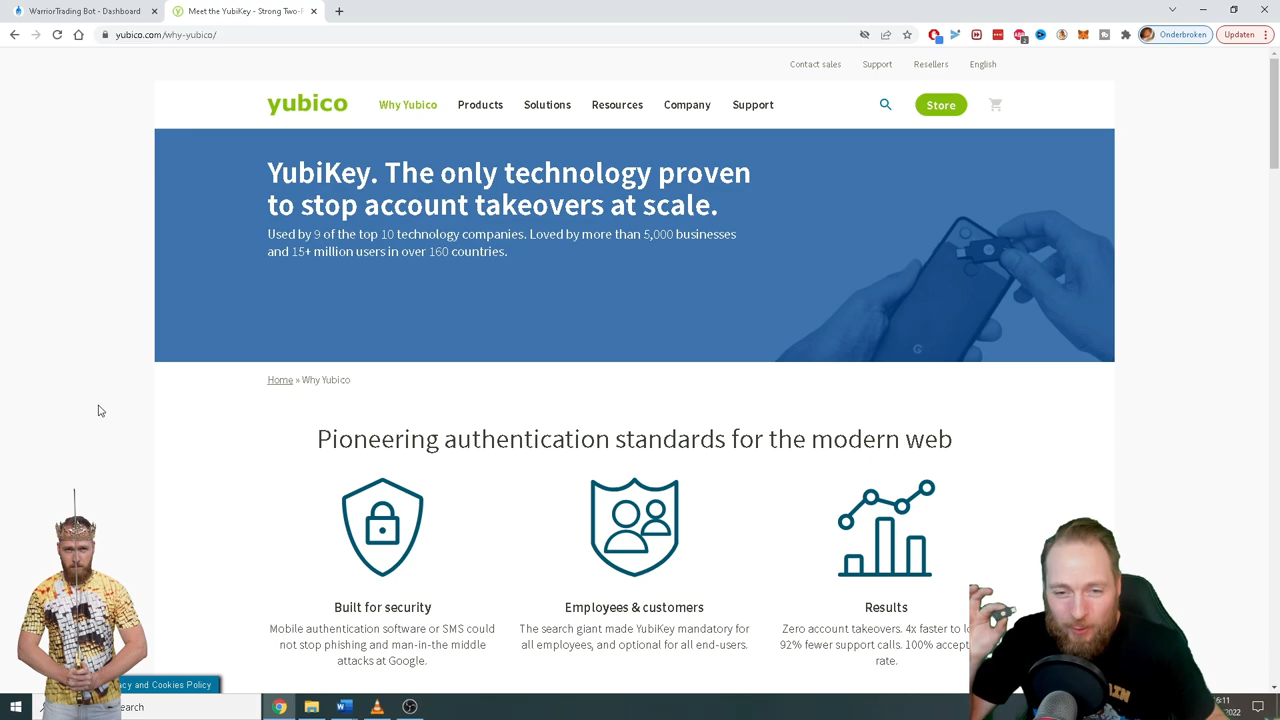 WarriorTrading Bot - Dashboard
Meet the YubiKey - Strong Two-F
yubico.com/why-yubico/
Onderbroken
Updaten
Contact sales
Support
Resellers
English
yubico
Why Yubico
Products
Solutions
Resources
Company
Support
Store
YubiKey. The only technology proven
to stop account takeovers at scale.
Used by 9 of the top 10 technology companies. Loved by more than 5,000 businesses
and 15+ million users in over 160 countries.
Home » Why Yubico
Pioneering authentication standards for the modern web
Built for security
Mobile authentication software or SMS could
not stop phishing and man-in-the middle
attacks at Google.
Employees & customers
The search giant made YubiKey mandatory for
all employees, and optional for all end-users.
Results
Zero account takeovers. 4x faster to lo
92% fewer support calls. 100% accept
rate.
acy and Cookies Policy
earch
6:11
2022